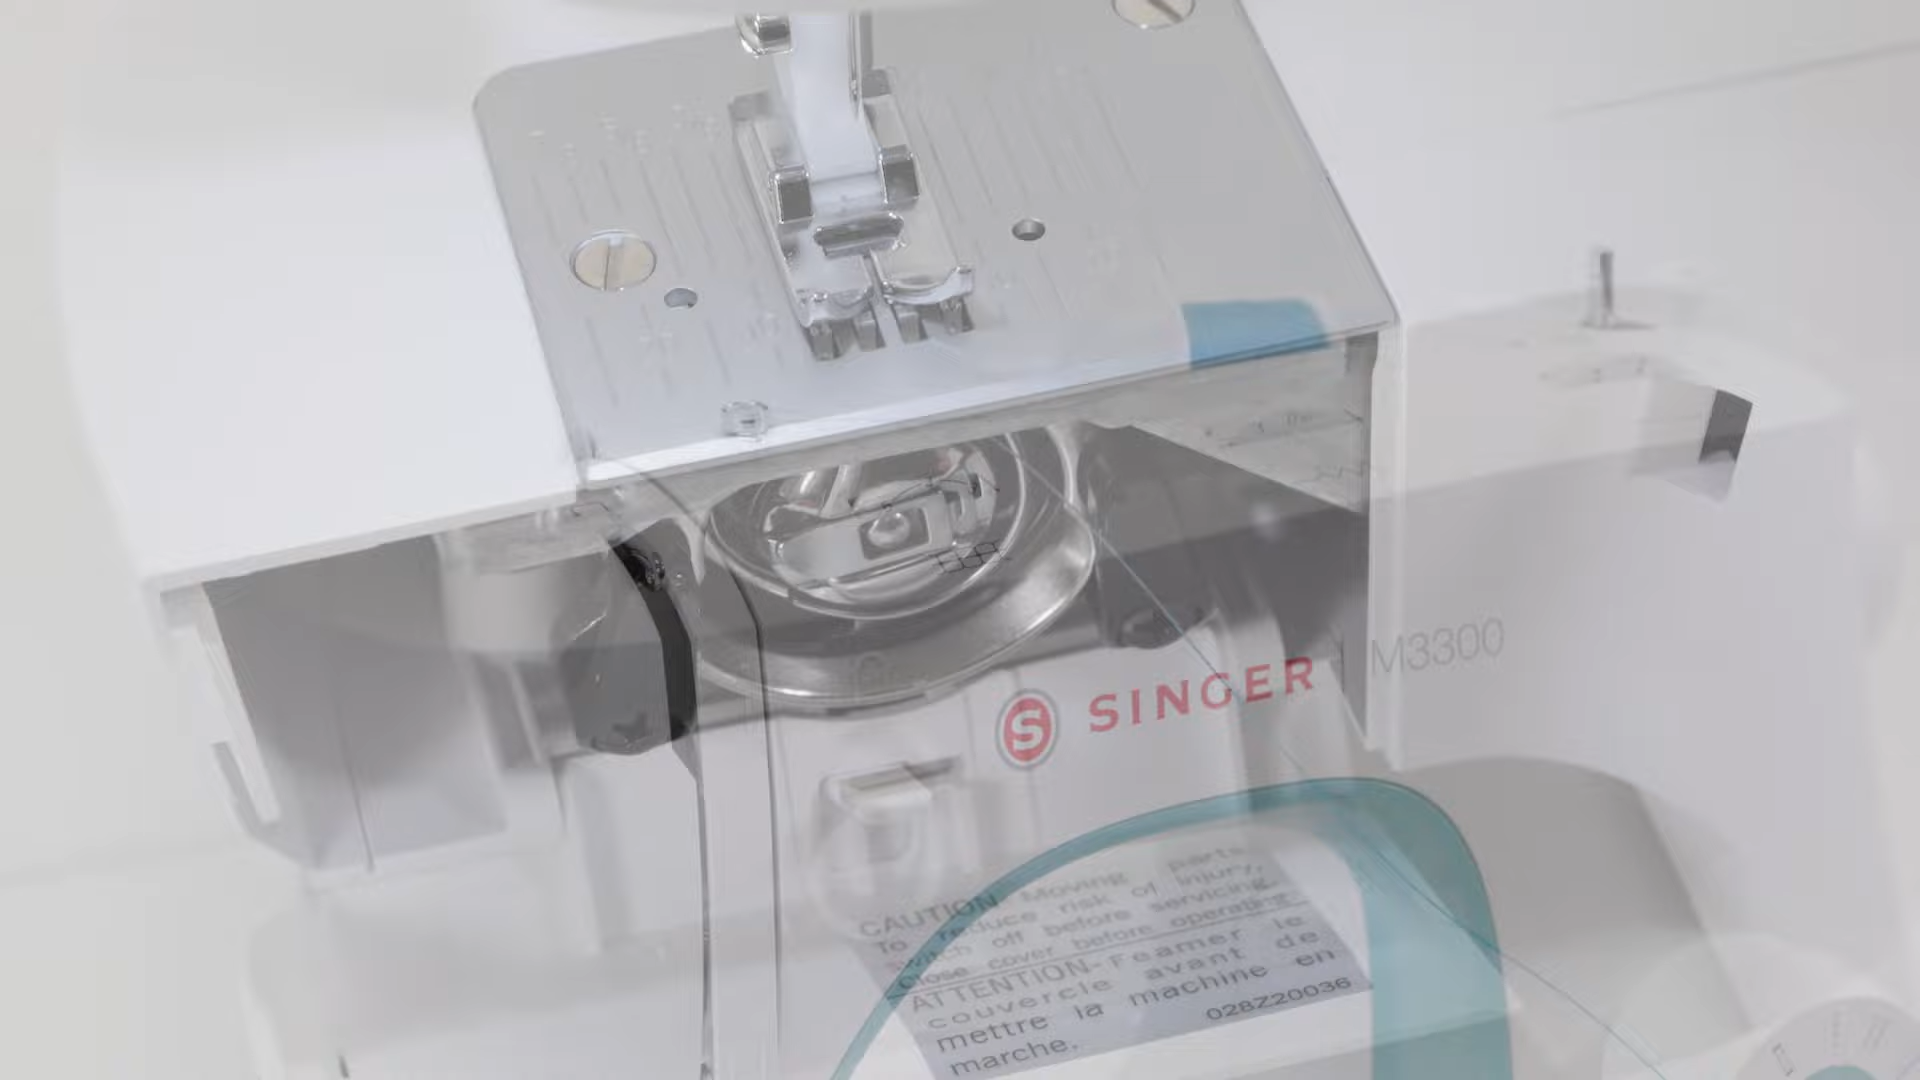 SINGER
M3300
CAUTION-Moving parts.
To reduce risk of injury,
switch off before servicing.
Close cover before operating.
ATTENTION-Feamer le
couvercle avant de
mettre la machine en
marche.
028Z20036